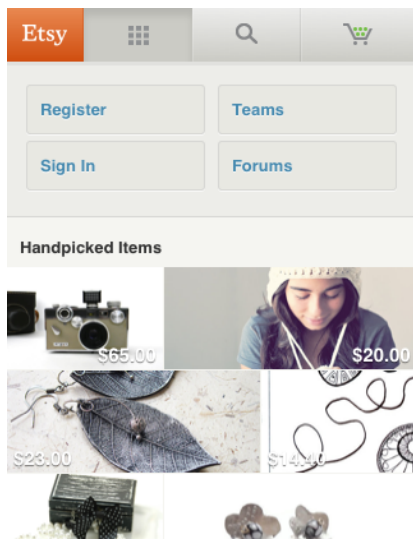 Etsy
Register
Teams
Sign In
Forums
Handpicked Items
$65.00
$20.00
$23.00
$14.40